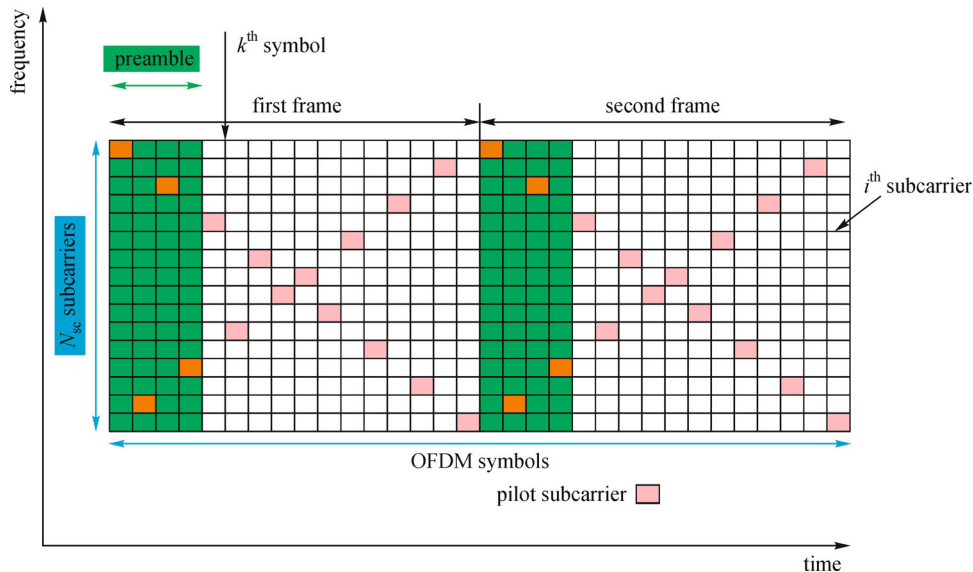 frequency
preamble
kth symbol
first frame
second frame
ith subcarrier
Nsc subcarriers
OFDM symbols
pilot subcarrier
time